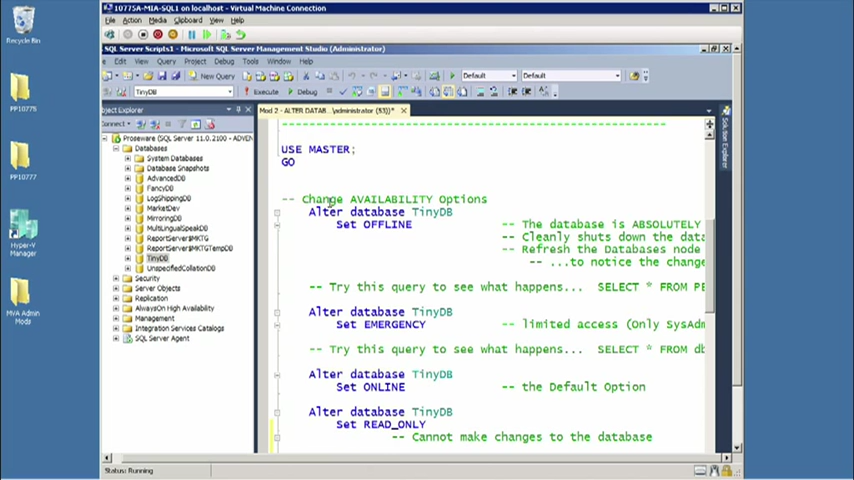 10775A-MIA-SQL1 on localhost - Virtual Machine Connection
File Action Media Clipboard View Help
SQL Server Scripts1 - Microsoft SQL Server Management Studio (Administrator)
Edit View Query Project Debug Tools Window Help
New Query
Default
Default
TinyDB
Execute
Debug
Object Explorer
Connect
Proseware (SQL Server 11.0.2100 - ADVEN
Databases
System Databases
Database Snapshots
AdvancedDB
FancyDB
LogShippingDB
MarketDev
MirroringDB
MultiLingualSpeakDB
ReportServer$MKTG
ReportServer$MKTGTempDB
TinyDB
UnspecifiedCollationDB
Security
Server Objects
Replication
AlwaysOn High Availability
Management
Integration Services Catalogs
SQL Server Agent
Mod 2 - ALTER DATAB...\administrator (53))*
USE MASTER;
GO
-- Change AVAILABILITY Options
Alter database TinyDB
Set OFFLINE -- The database is ABSOLUTELY
-- Cleanly shuts down the data
-- Refresh the Databases node
-- ...to notice the change
-- Try this query to see what happens... SELECT * FROM PE
Alter database TinyDB
Set EMERGENCY -- limited access (Only SysAdm
-- Try this query to see what happens... SELECT * FROM db
Alter database TinyDB
Set ONLINE -- the Default Option
Alter database TinyDB
Set READ_ONLY
-- Cannot make changes to the database
Solution Explorer
Status: Running
Recycle Bin
PP10775
PP10777
Hyper-V
Manager
MVA Admin
Mods